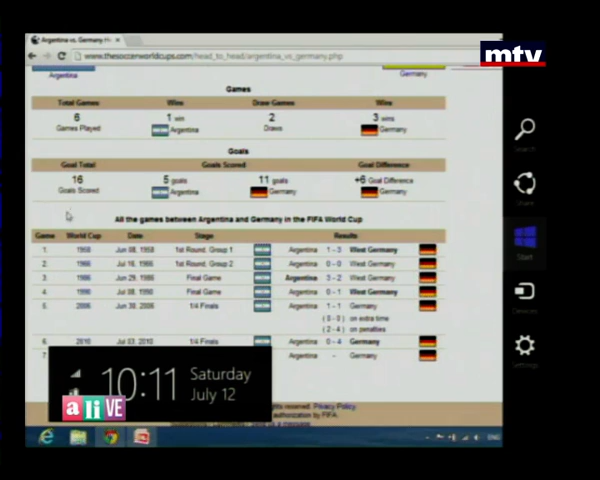 Argentina vs. Germany
www.thesoccerworldcups.com/head_to_head/argentina_vs_germany.php
mtv
Argentina Germany
Games
Total Games Wins Draw Games Wins
6 1 win 2 3 wins
Games Played Argentina Draws Germany
Goals
Goal Total Goals Scored Goal Difference
16 5 goals 11 goals +6 Goal Difference
Goals Scored Argentina Germany Germany
All the games between Argentina and Germany in the FIFA World Cup
Game World Cup Date Stage Results
1. 1958 Jun 08, 1958 1st Round, Group 1 Argentina 1 - 3 West Germany
2. 1966 Jul 16, 1966 1st Round, Group 2 Argentina 0 - 0 West Germany
3. 1986 Jun 29, 1986 Final Game Argentina 3 - 2 West Germany
4. 1990 Jul 08, 1990 Final Game Argentina 0 - 1 West Germany
5. 2006 Jun 30, 2006 1/4 Finals Argentina 1 - 1 Germany
( 0 - 0 ) on extra time
( 2 - 4 ) on penalties
6. 2010 Jul 03, 2010 1/4 Finals Argentina 0 - 4 Germany
7 Argentina - Germany
10:11 Saturday
July 12
aliVE
rights reserved. Privacy Policy
authorization by FIFA.
Search
Share
Start
Devices
Settings
ENG